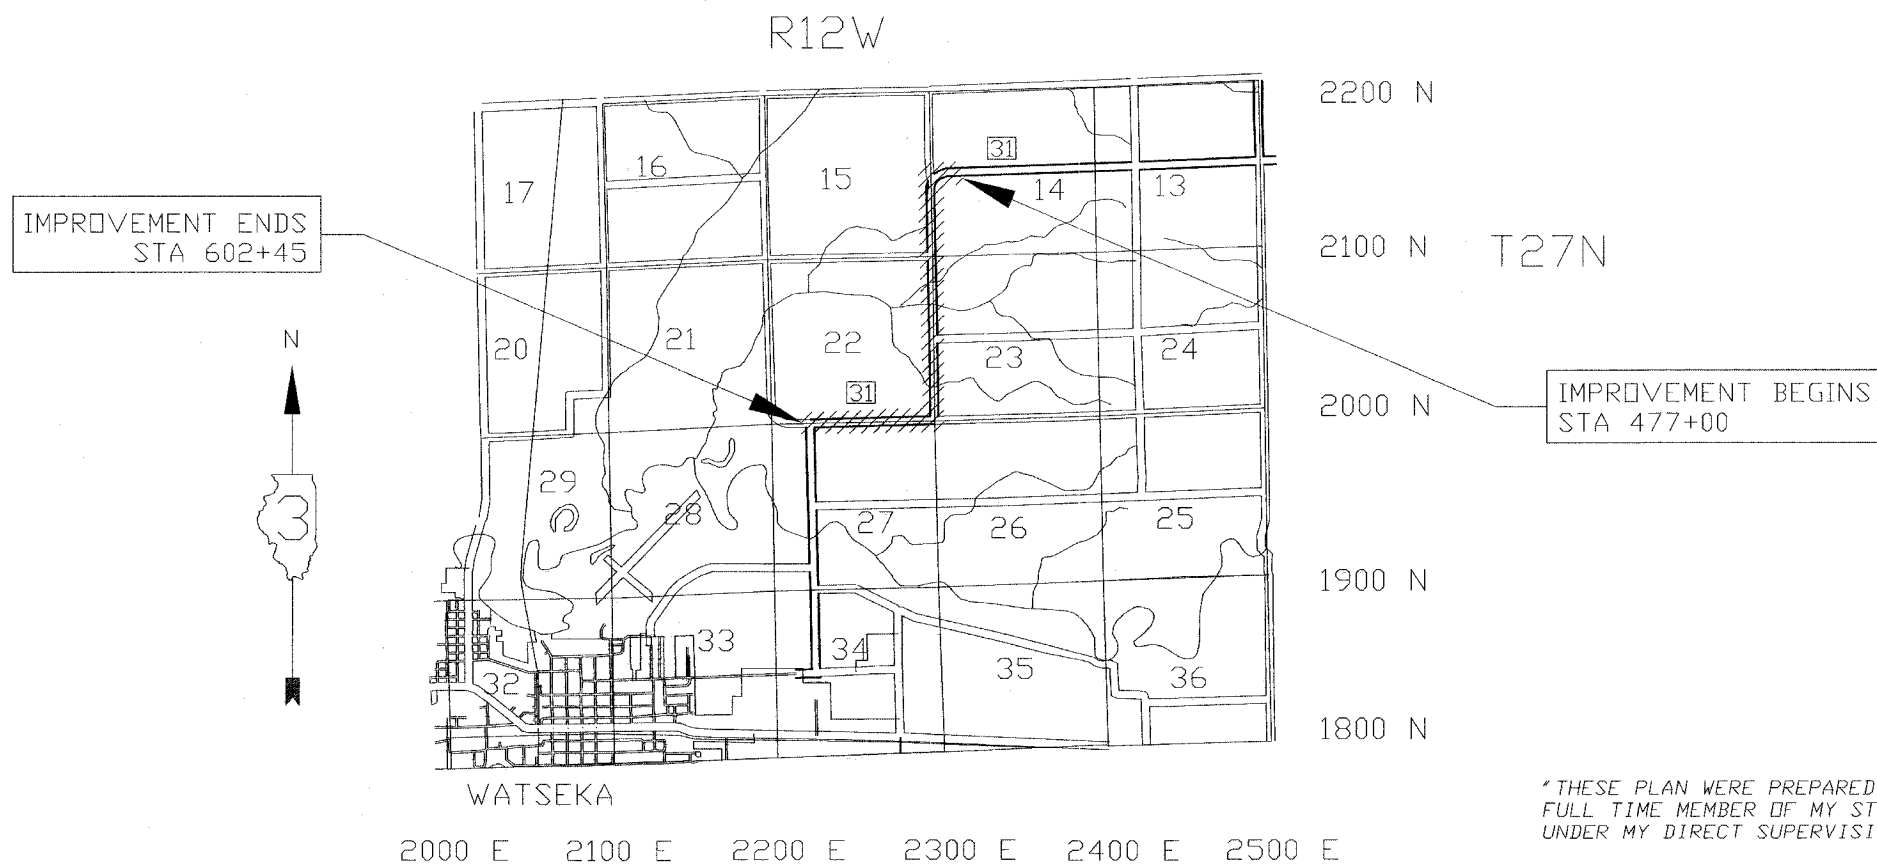 R12W
2200 N
31
16
15
17
14
13
IMPROVEMENT ENDS
STA 602+45
2100 N
T27N
N
21
22
20
23
24
31
2000 N
IMPROVEMENT BEGINS
STA 477+00
29
3
28
27
26
25
1900 N
33
34
35
32
36
1800 N
WATSEKA
"THESE PLAN WERE PREPARED
FULL TIME MEMBER OF MY ST
UNDER MY DIRECT SUPERVISI
2000 E 2100 E 2200 E 2300 E 2400 E 2500 E